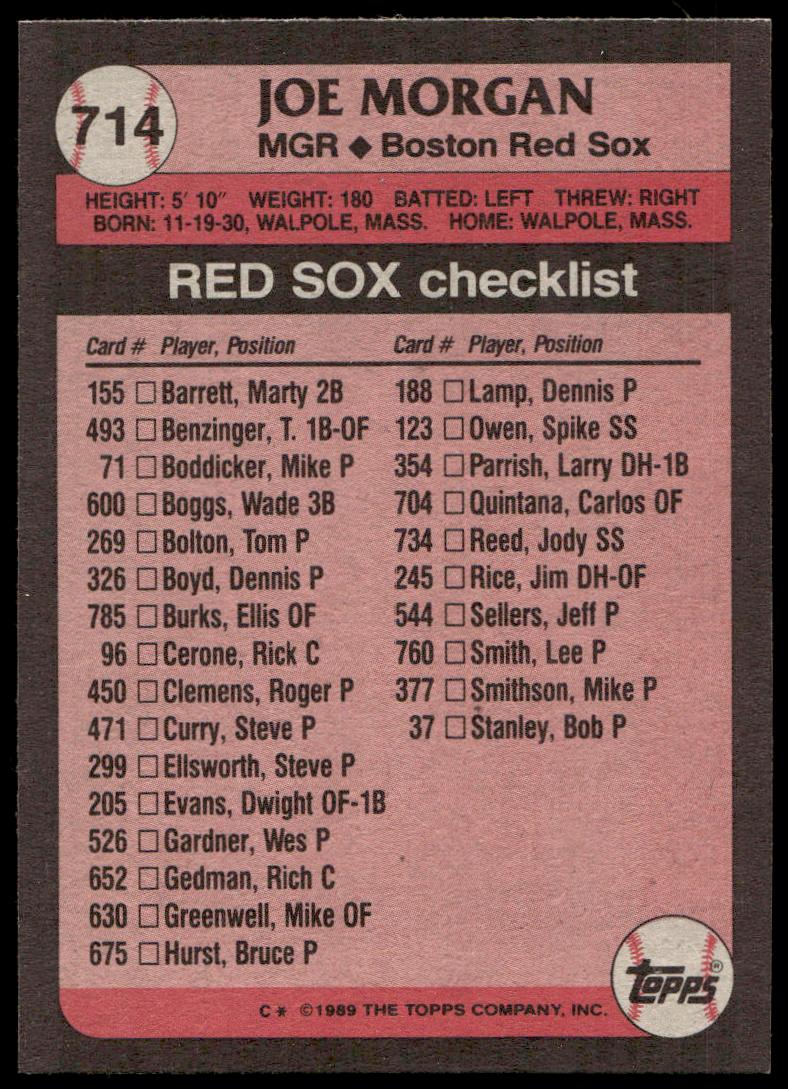 714
JOE MORGAN
MGR ◆ Boston Red Sox
HEIGHT: 5' 10" WEIGHT: 180 BATTED: LEFT THREW: RIGHT
BORN: 11-19-30, WALPOLE, MASS. HOME: WALPOLE, MASS.
RED SOX checklist
Card # Player, Position
155 □ Barrett, Marty 2B
493 □ Benzinger, T. 1B-OF
71 □ Boddicker, Mike P
600 □ Boggs, Wade 3B
269 □ Bolton, Tom P
326 □ Boyd, Dennis P
785 □ Burks, Ellis OF
96 □ Cerone, Rick C
450 □ Clemens, Roger P
471 □ Curry, Steve P
299 □ Ellsworth, Steve P
205 □ Evans, Dwight OF-1B
526 □ Gardner, Wes P
652 □ Gedman, Rich C
630 □ Greenwell, Mike OF
675 □ Hurst, Bruce P
Card # Player, Position
188 □ Lamp, Dennis P
123 □ Owen, Spike SS
354 □ Parrish, Larry DH-1B
704 □ Quintana, Carlos OF
734 □ Reed, Jody SS
245 □ Rice, Jim DH-OF
544 □ Sellers, Jeff P
760 □ Smith, Lee P
377 □ Smithson, Mike P
37 □ Stanley, Bob P
topps®
C* ©1989 THE TOPPS COMPANY, INC.